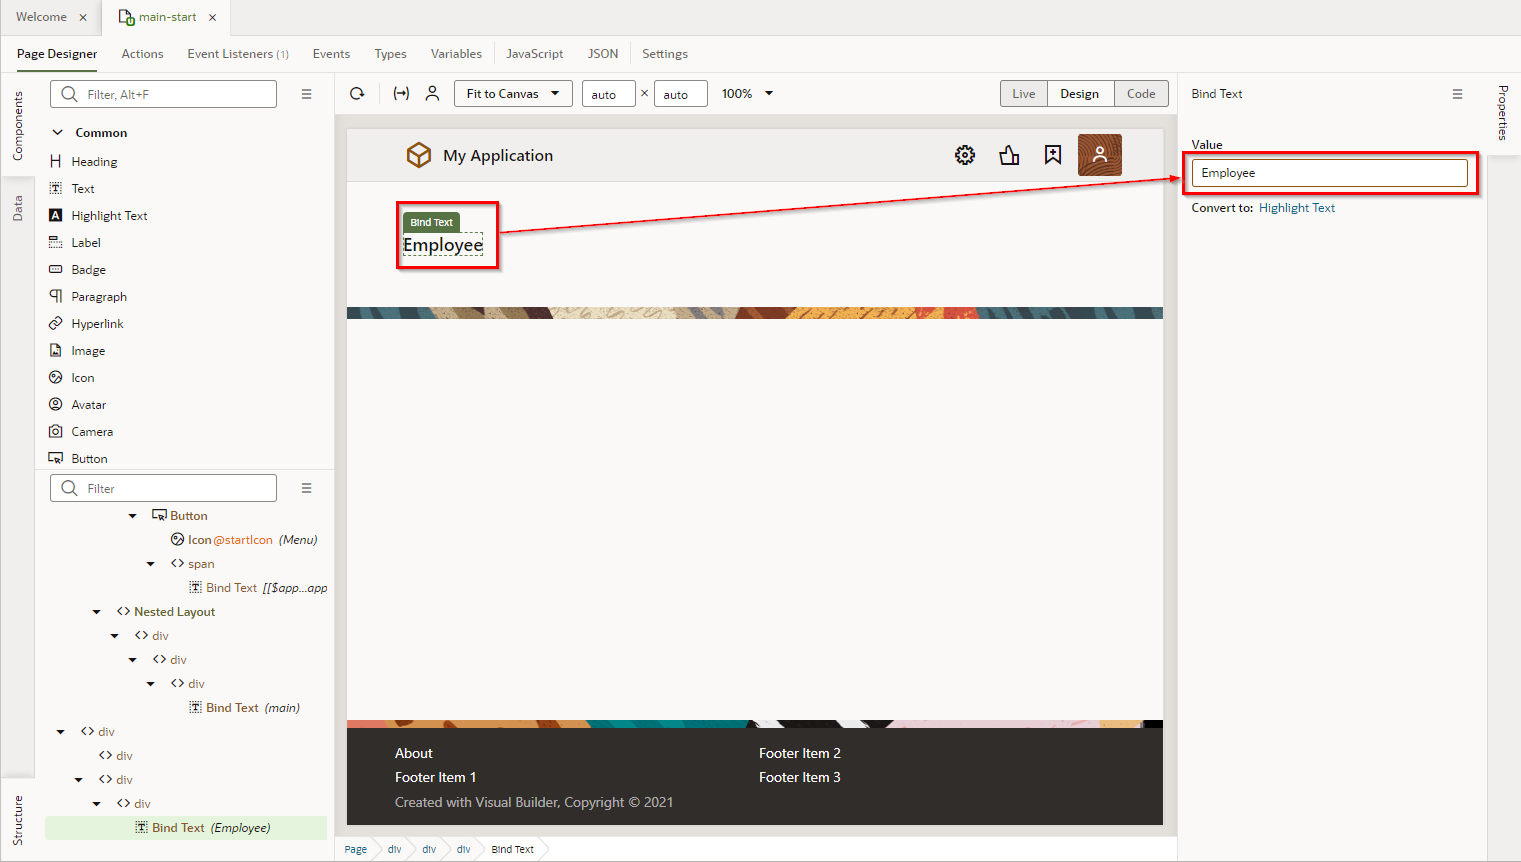 Welcome × main-start ×
Page Designer Actions Event Listeners (1) Events Types Variables JavaScript JSON Settings
Components
Data
Structure
Filter, Alt+F
Common
Heading
Text
Highlight Text
Label
Badge
Paragraph
Hyperlink
Image
Icon
Avatar
Camera
Button
Filter
Button
Icon @startIcon (Menu)
span
Bind Text [[$app...app
Nested Layout
div
div
div
Bind Text (main)
div
div
div
div
Bind Text (Employee)
Fit to Canvas auto × auto 100% Live Design Code
My Application
Bind Text
Employee
About Footer Item 2
Footer Item 1 Footer Item 3
Created with Visual Builder, Copyright © 2021
Page div div div Bind Text
Bind Text
Value
Employee
Convert to: Highlight Text
Properties